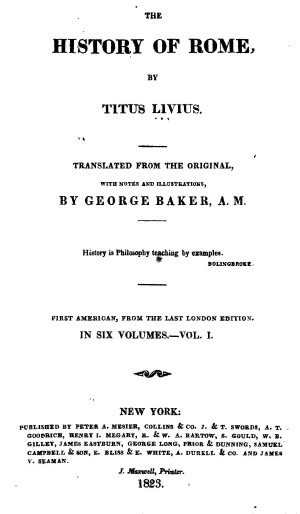 THE
HISTORY OF ROME,
BY
TITUS LIVIUS.
TRANSLATED FROM THE ORIGINAL,
WITH NOTES AND ILLUSTRATIONS,
BY GEORGE BAKER, A. M.
History is Philosophy teaching by examples.
BOLINGBROKE.
FIRST AMERICAN, FROM THE LAST LONDON EDITION.
IN SIX VOLUMES.—VOL. I.
NEW YORK:
PUBLISHED BY PETER A. MESIER, COLLINS & CO. J. & T. SWORDS, A. T.
GOODRICH, HENRY I. MEGARY, R. & W. A. BARTOW, S. GOULD, W. B.
GILLEY, JAMES EASTBURN, GEORGE LONG, PRIOR & DUNNING, SAMUEL
CAMPBELL & SON, E. BLISS & E. WHITE, A. DURELL & CO. AND JAMES
V. SEAMAN.
J. Maxwell, Printer.
1823.